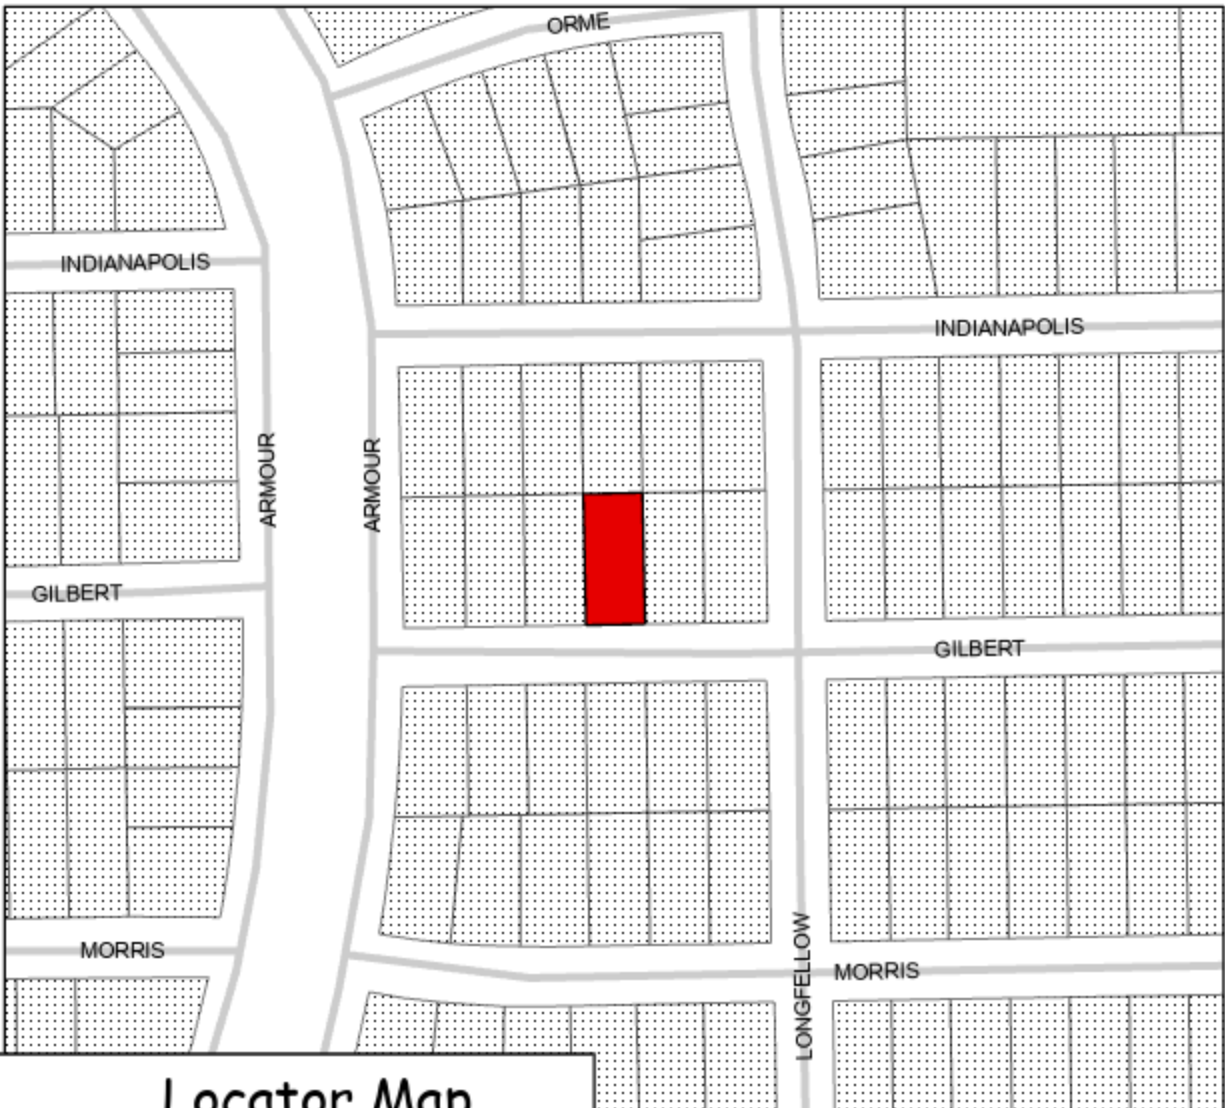 ORME
INDIANAPOLIS
INDIANAPOLIS
ARMOUR
ARMOUR
GILBERT
GILBERT
LONGFELLOW
MORRIS
MORRIS
Locator Map